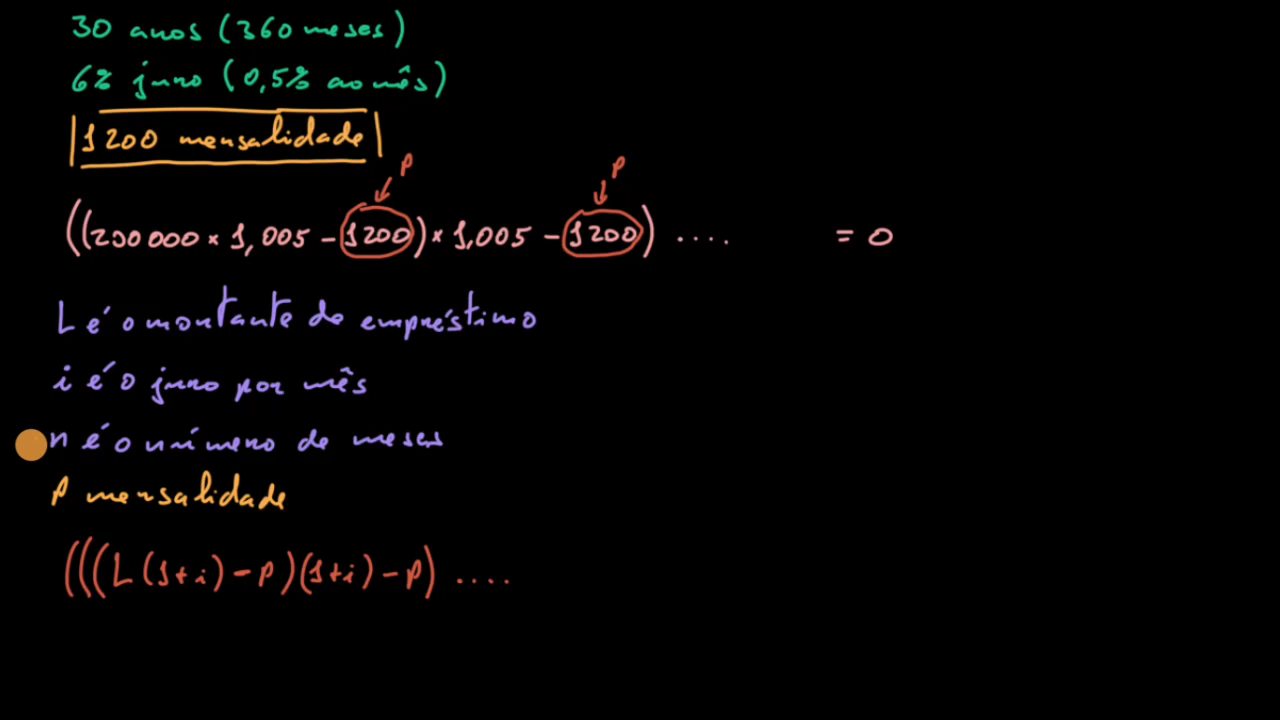 30 anos (360 meses)
6% juro (0,5% ao mês)
1200 mensalidade
P P
((200000 × 1,005 - 1200) × 1,005 - 1200) .... = 0
L é o montante do empréstimo
i é o juro por mês
n é o número de meses
P mensalidade
(((L(1+i) - P)(1+i) - P) ....